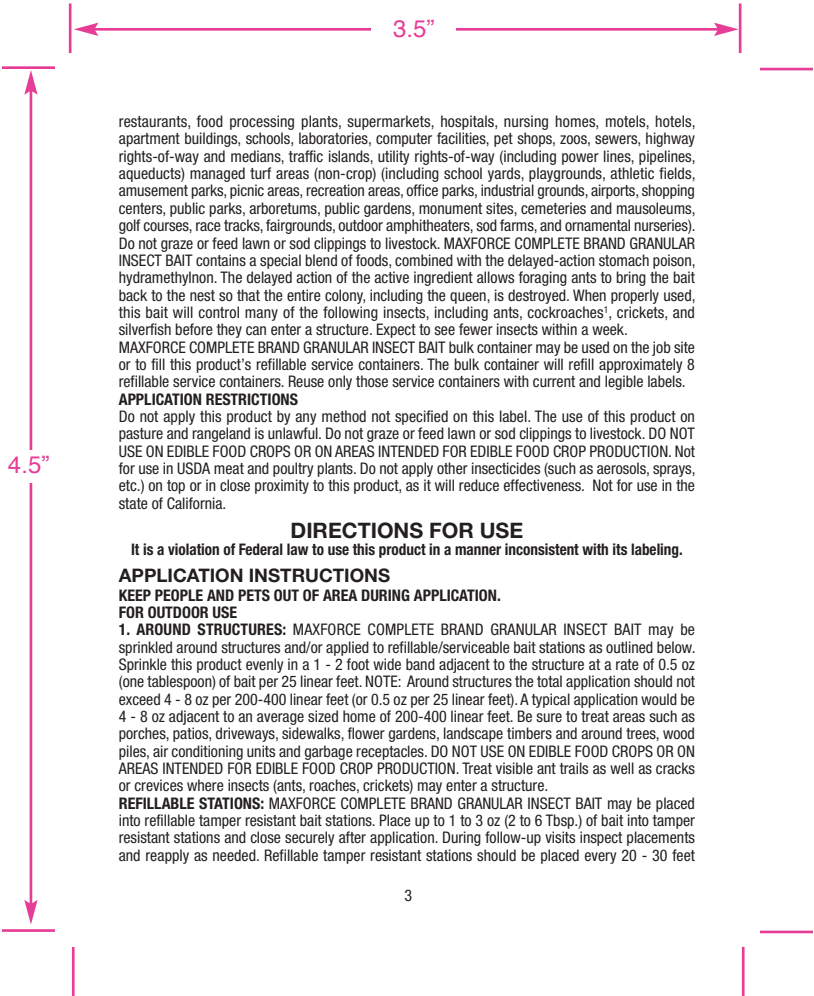 3.5”
restaurants, food processing plants, supermarkets, hospitals, nursing homes, motels, hotels,
apartment buildings, schools, laboratories, computer facilities, pet shops, zoos, sewers, highway
rights-of-way and medians, traffic islands, utility rights-of-way (including power lines, pipelines,
aqueducts) managed turf areas (non-crop) (including school yards, playgrounds, athletic fields,
amusement parks, picnic areas, recreation areas, office parks, industrial grounds, airports, shopping
centers, public parks, arboretums, public gardens, monument sites, cemeteries and mausoleums,
golf courses, race tracks, fairgrounds, outdoor amphitheaters, sod farms, and ornamental nurseries).
Do not graze or feed lawn or sod clippings to livestock. MAXFORCE COMPLETE BRAND GRANULAR
INSECT BAIT contains a special blend of foods, combined with the delayed-action stomach poison,
hydramethylnon. The delayed action of the active ingredient allows foraging ants to bring the bait
back to the nest so that the entire colony, including the queen, is destroyed. When properly used,
this bait will control many of the following insects, including ants, cockroaches¹, crickets, and
silverfish before they can enter a structure. Expect to see fewer insects within a week.
MAXFORCE COMPLETE BRAND GRANULAR INSECT BAIT bulk container may be used on the job site
or to fill this product’s refillable service containers. The bulk container will refill approximately 8
refillable service containers. Reuse only those service containers with current and legible labels.
APPLICATION RESTRICTIONS
Do not apply this product by any method not specified on this label. The use of this product on
pasture and rangeland is unlawful. Do not graze or feed lawn or sod clippings to livestock. DO NOT
USE ON EDIBLE FOOD CROPS OR ON AREAS INTENDED FOR EDIBLE FOOD CROP PRODUCTION. Not
for use in USDA meat and poultry plants. Do not apply other insecticides (such as aerosols, sprays,
etc.) on top or in close proximity to this product, as it will reduce effectiveness. Not for use in the
state of California.
4.5”
DIRECTIONS FOR USE
It is a violation of Federal law to use this product in a manner inconsistent with its labeling.
APPLICATION INSTRUCTIONS
KEEP PEOPLE AND PETS OUT OF AREA DURING APPLICATION.
FOR OUTDOOR USE
1. AROUND STRUCTURES: MAXFORCE COMPLETE BRAND GRANULAR INSECT BAIT may be
sprinkled around structures and/or applied to refillable/serviceable bait stations as outlined below.
Sprinkle this product evenly in a 1 - 2 foot wide band adjacent to the structure at a rate of 0.5 oz
(one tablespoon) of bait per 25 linear feet. NOTE: Around structures the total application should not
exceed 4 - 8 oz per 200-400 linear feet (or 0.5 oz per 25 linear feet). A typical application would be
4 - 8 oz adjacent to an average sized home of 200-400 linear feet. Be sure to treat areas such as
porches, patios, driveways, sidewalks, flower gardens, landscape timbers and around trees, wood
piles, air conditioning units and garbage receptacles. DO NOT USE ON EDIBLE FOOD CROPS OR ON
AREAS INTENDED FOR EDIBLE FOOD CROP PRODUCTION. Treat visible ant trails as well as cracks
or crevices where insects (ants, roaches, crickets) may enter a structure.
REFILLABLE STATIONS: MAXFORCE COMPLETE BRAND GRANULAR INSECT BAIT may be placed
into refillable tamper resistant bait stations. Place up to 1 to 3 oz (2 to 6 Tbsp.) of bait into tamper
resistant stations and close securely after application. During follow-up visits inspect placements
and reapply as needed. Refillable tamper resistant stations should be placed every 20 - 30 feet
3